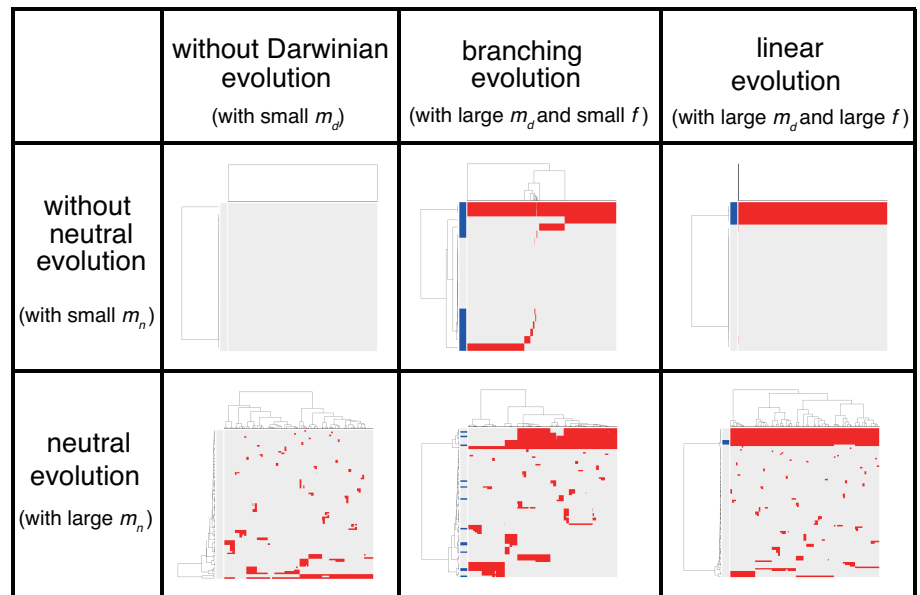 without Darwinian
evolution
(with small m_d)
branching
evolution
(with large m_d and small f)
linear
evolution
(with large m_d and large f)
without
neutral
evolution
(with small m_n)
neutral
evolution
(with large m_n)